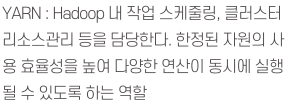 YARN : Hadoop 내 작업 스케줄링, 클러스터
리소스관리 등을 담당한다. 한정된 자원의 사
용 효율성을 높여 다양한 연산이 동시에 실행
될 수 있도록 하는 역할